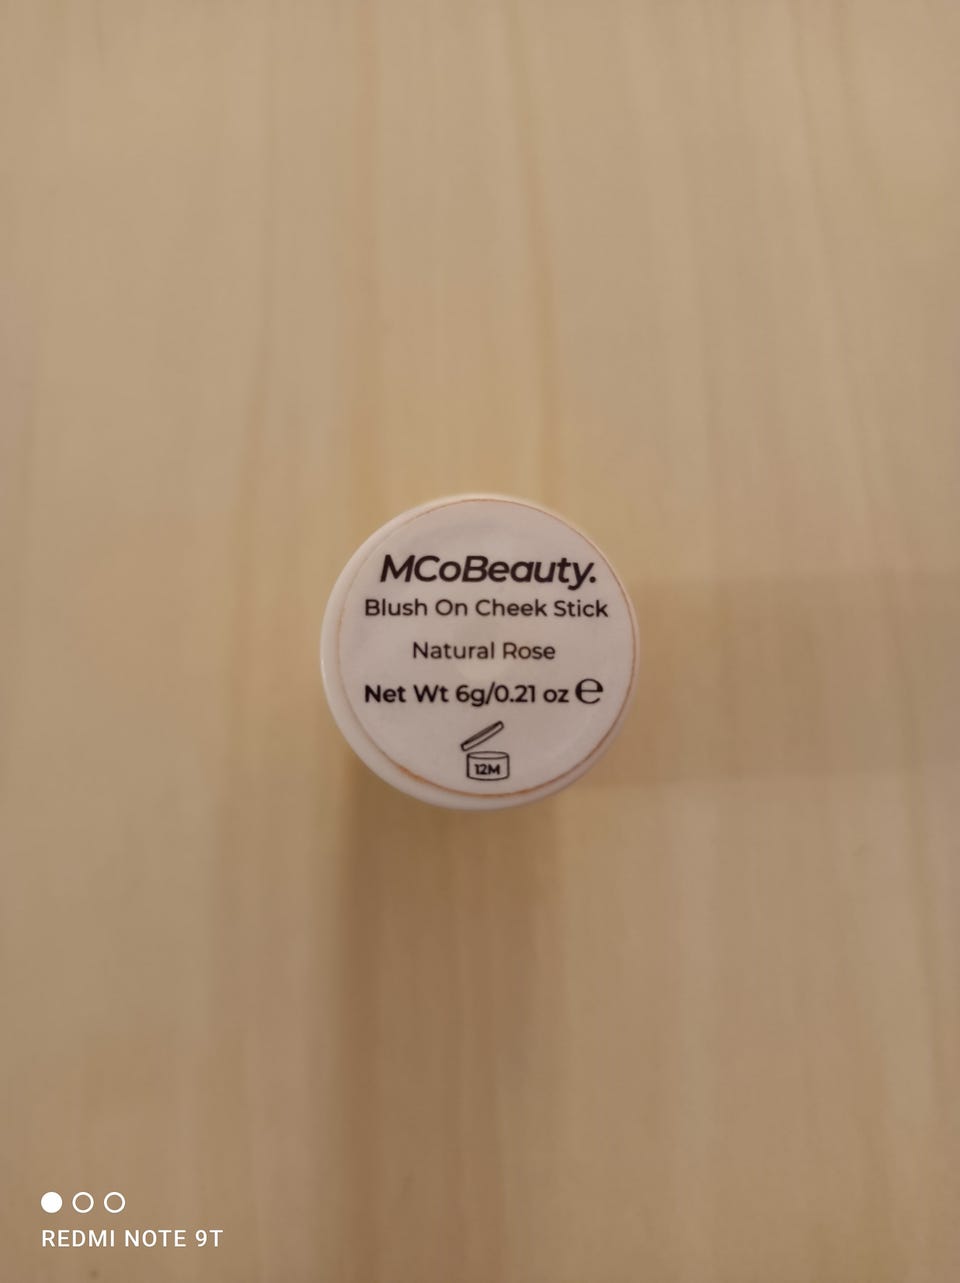 MCoBeauty.
Blush On Cheek Stick
Natural Rose
Net Wt 6g/0.21 oz ℮
12M
REDMI NOTE 9T